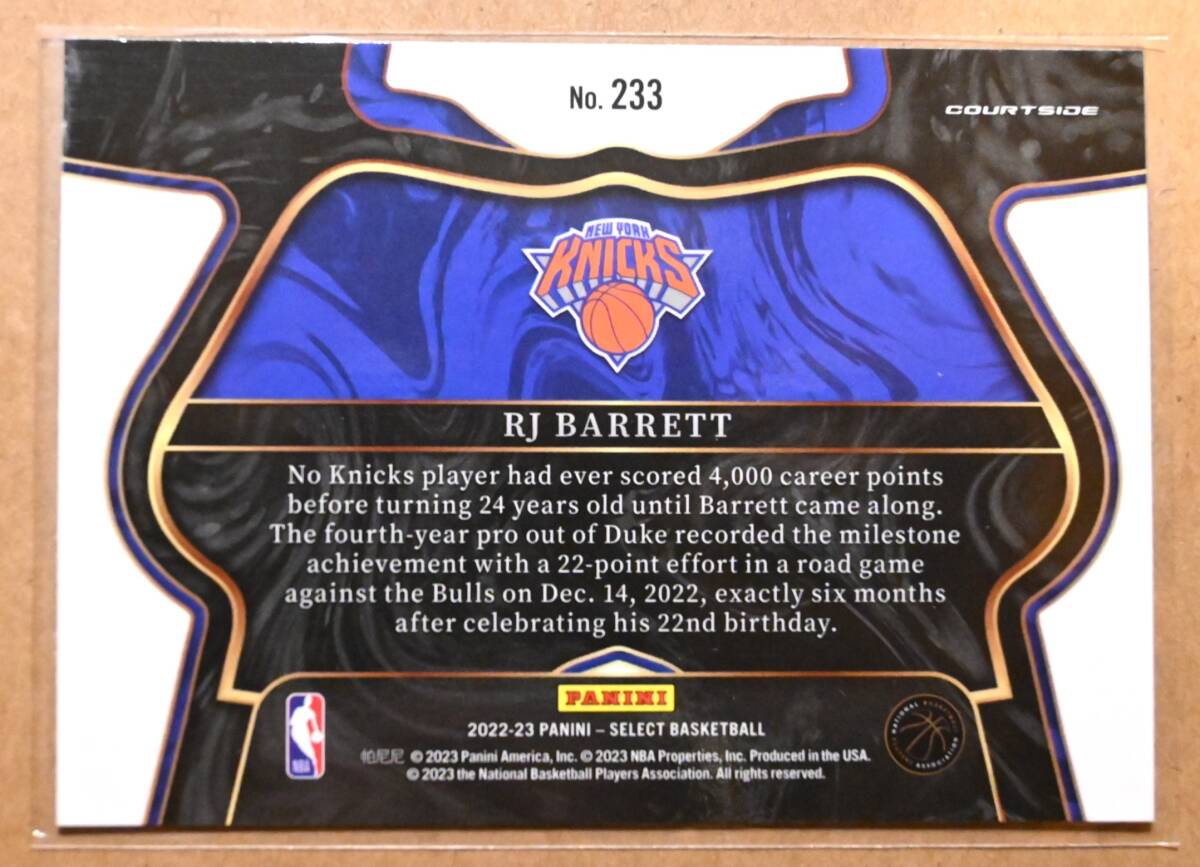 No. 233
COURTSIDE
NEW YORK
KNICKS
RJ BARRETT
No Knicks player had ever scored 4,000 career points
before turning 24 years old until Barrett came along.
The fourth-year pro out of Duke recorded the milestone
achievement with a 22-point effort in a road game
against the Bulls on Dec. 14, 2022, exactly six months
after celebrating his 22nd birthday.
PANINI
2022-23 PANINI – SELECT BASKETBALL
帕尼尼 © 2023 Panini America, Inc. © 2023 NBA Properties, Inc. Produced in the USA.
© 2023 the National Basketball Players Association. All rights reserved.
NBA